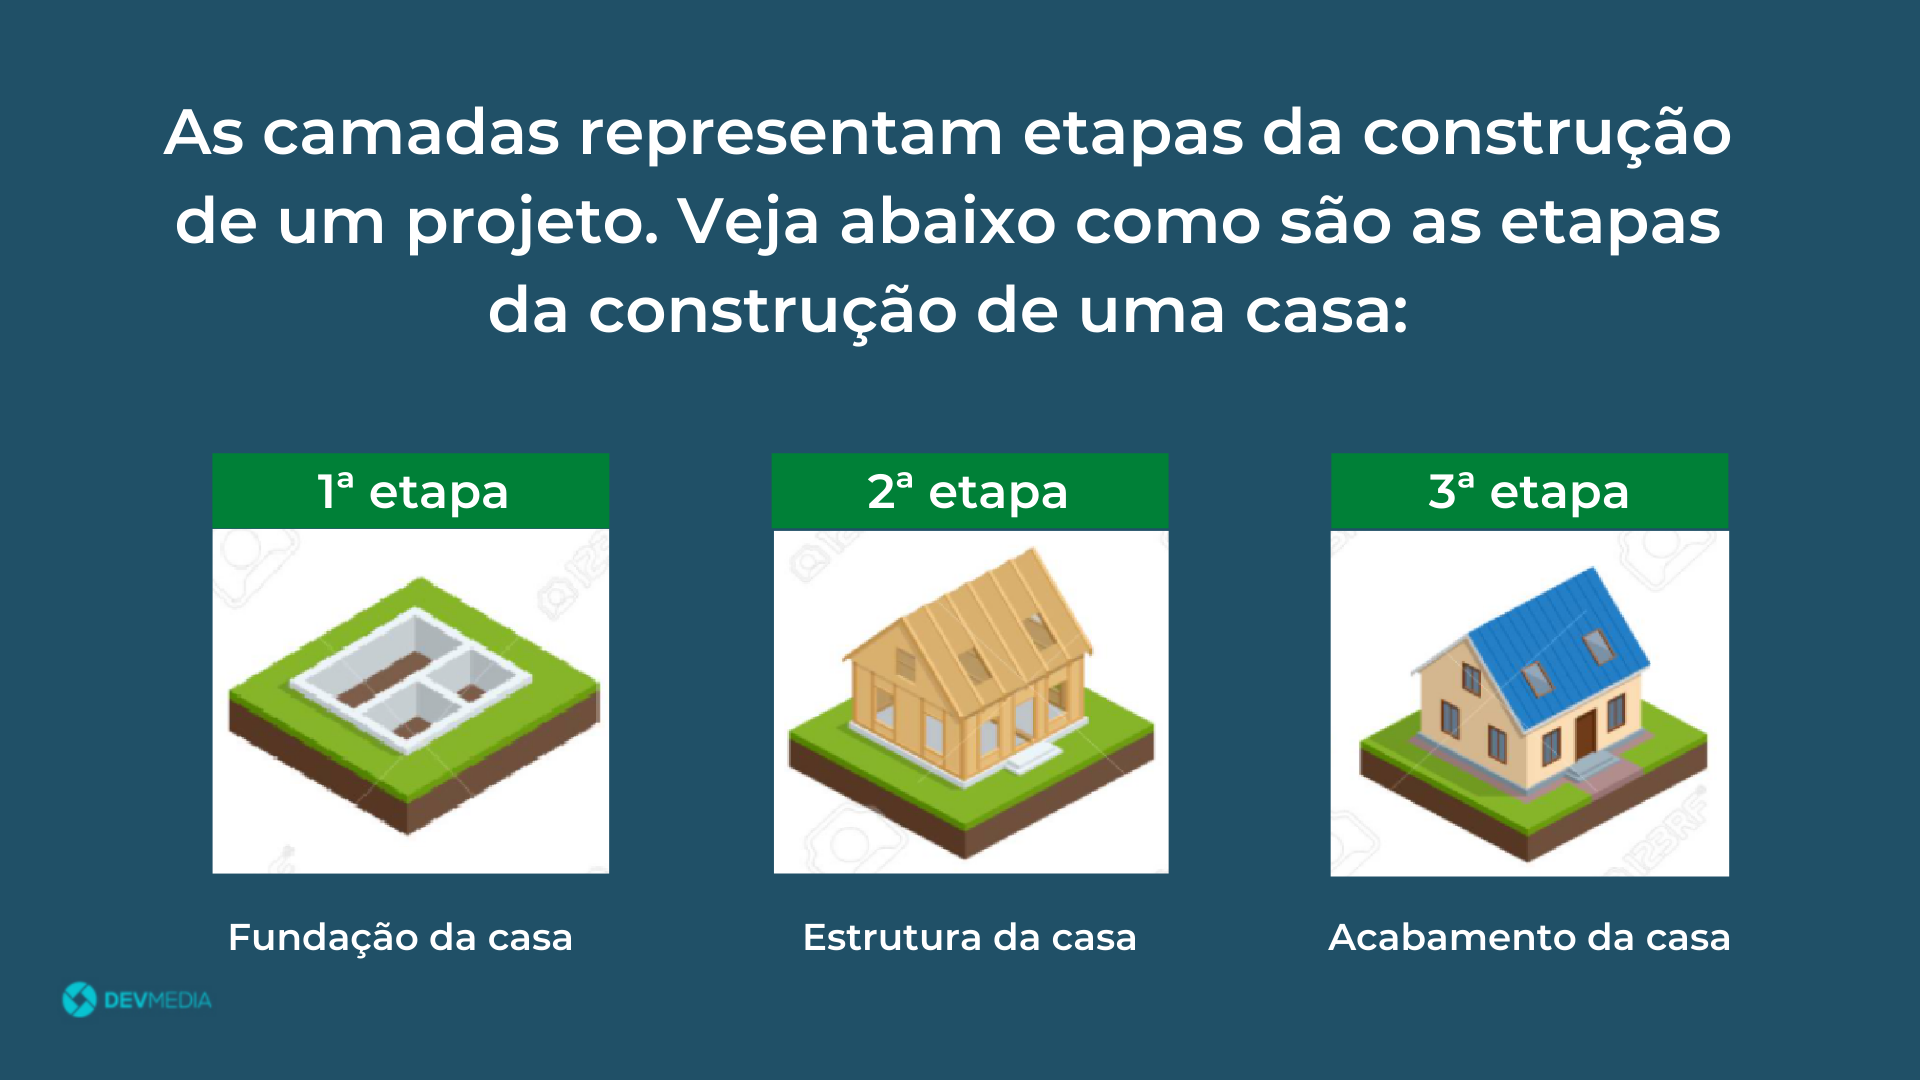 As camadas representam etapas da construção
de um projeto. Veja abaixo como são as etapas
da construção de uma casa:
1ª etapa
2ª etapa
3ª etapa
123RF
Fundação da casa
Estrutura da casa
Acabamento da casa
DEVMEDIA